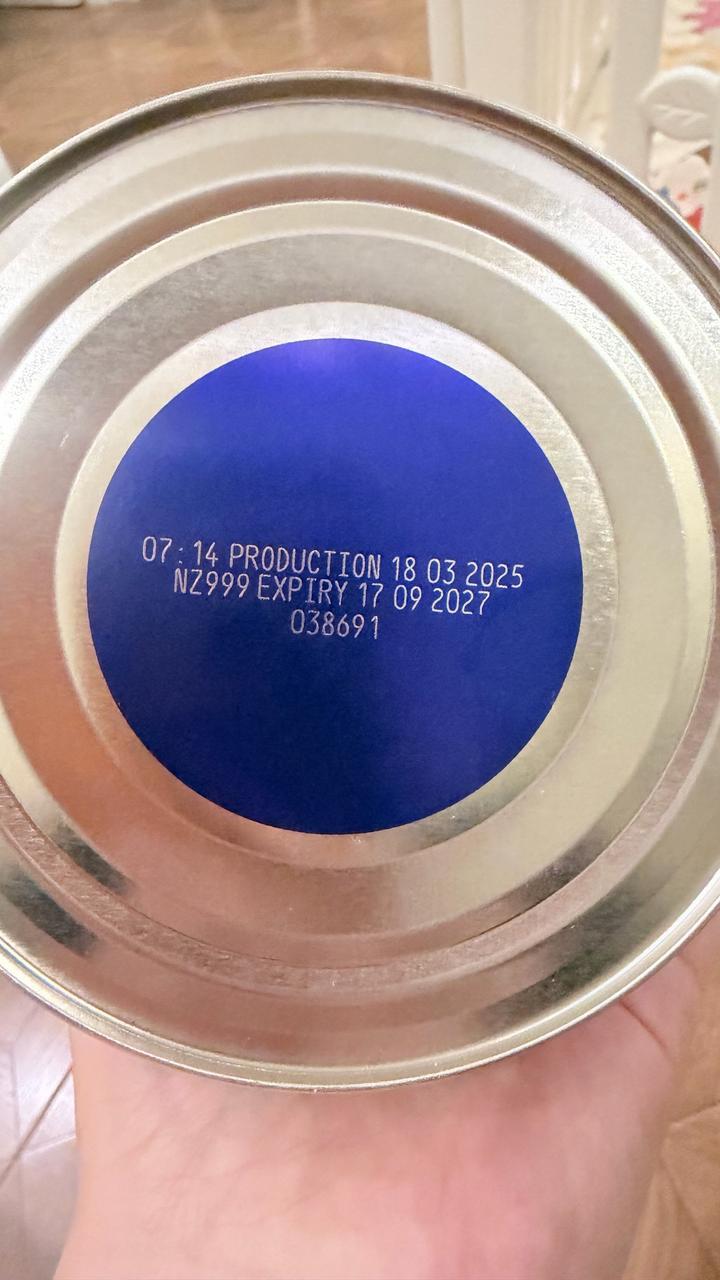 07:14 PRODUCTION 18 03 2025
NZ999 EXPIRY 17 09 2027
038691